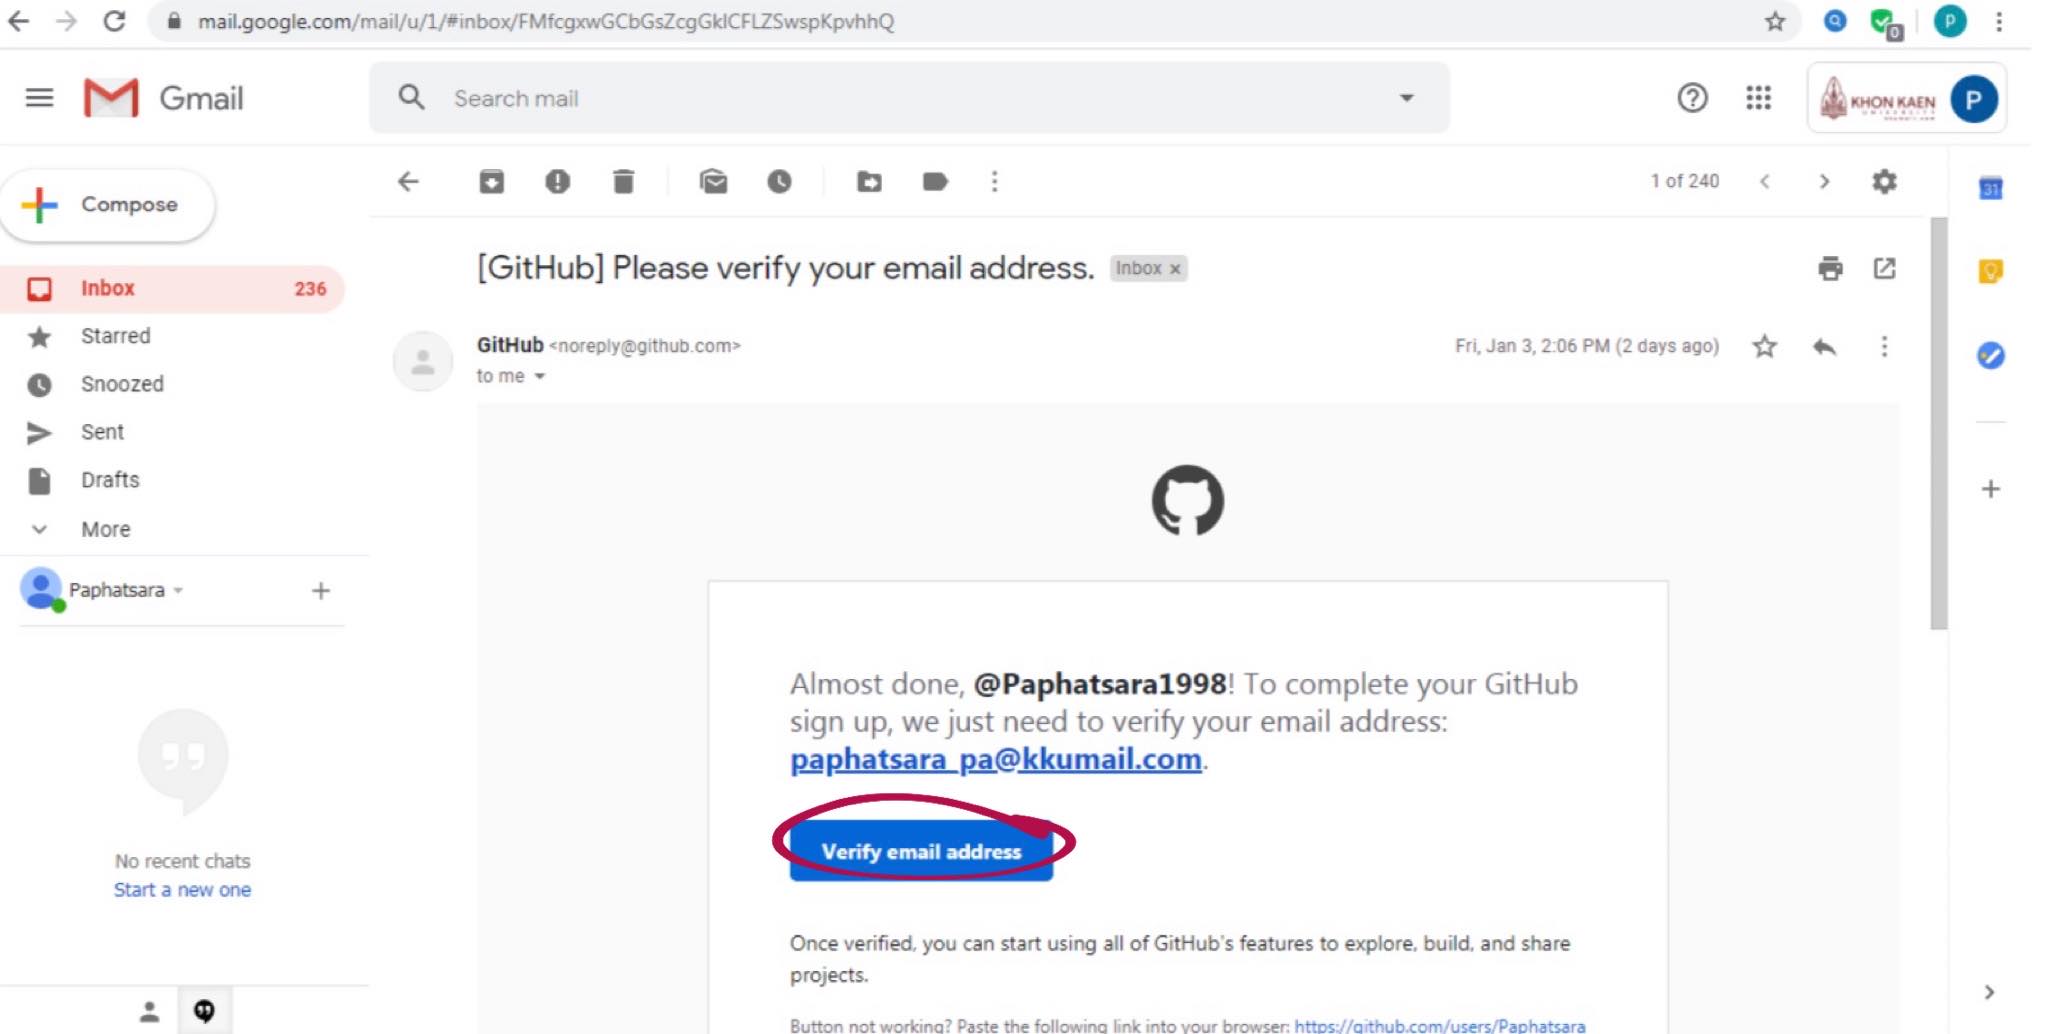 mail.google.com/mail/u/1/#inbox/FMfcgxwGCbGsZcgGklCFLZSwspKpvhhQ
0
P
Gmail
Search mail
KHON KAEN
UNIVERSITY
P
Compose
1 of 240
31
Inbox 236
Starred
Snoozed
Sent
Drafts
More
Paphatsara
No recent chats
Start a new one
[GitHub] Please verify your email address.
Inbox x
GitHub <noreply@github.com>
Fri, Jan 3, 2:06 PM (2 days ago)
to me
Almost done, @Paphatsara1998! To complete your GitHub
sign up, we just need to verify your email address:
paphatsara_pa@kkumail.com.
Verify email address
Once verified, you can start using all of GitHub's features to explore, build, and share
projects.
Button not working? Paste the following link into your browser: https://github.com/users/Paphatsara